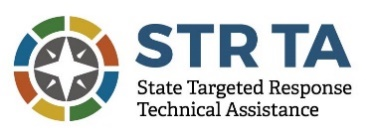 STR TA
State Targeted Response
Technical Assistance